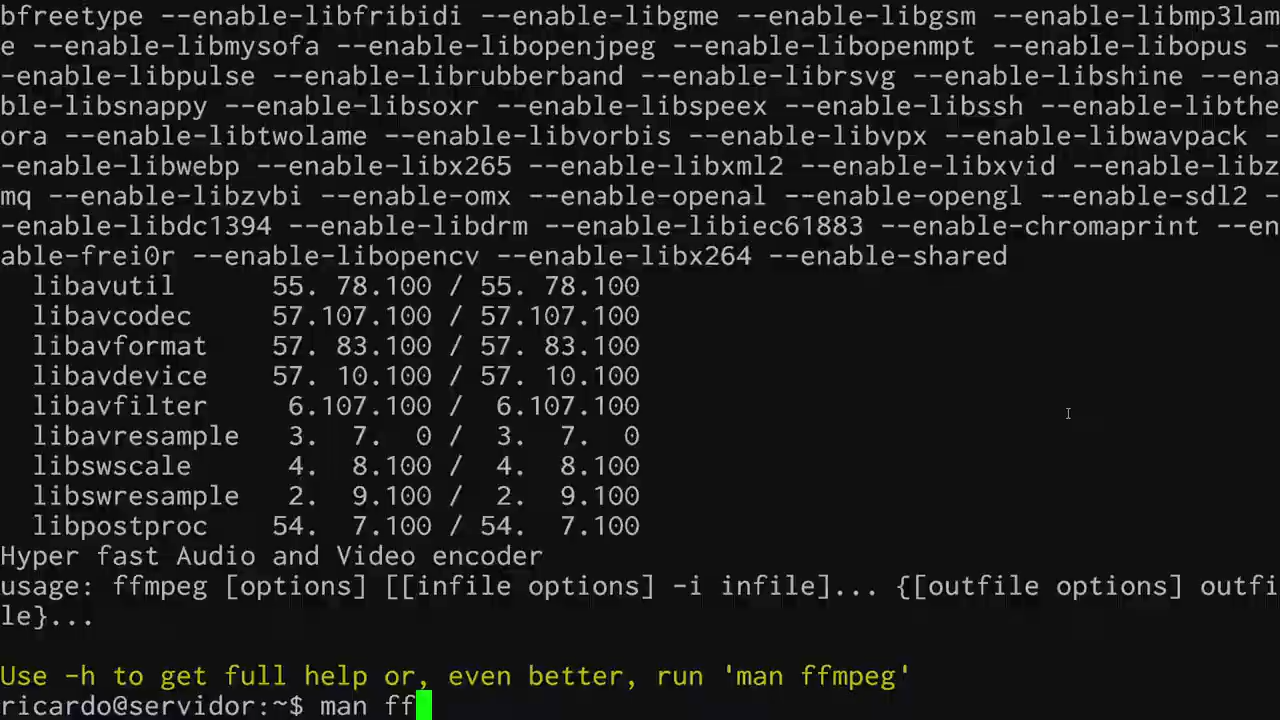 bfreetype --enable-libfribidi --enable-libgme --enable-libgsm --enable-libmp3lam
e --enable-libmysofa --enable-libopenjpeg --enable-libopenmpt --enable-libopus -
-enable-libpulse --enable-librubberband --enable-librsvg --enable-libshine --ena
ble-libsnappy --enable-libsoxr --enable-libspeex --enable-libssh --enable-libthe
ora --enable-libtwolame --enable-libvorbis --enable-libvpx --enable-libwavpack -
-enable-libwebp --enable-libx265 --enable-libxml2 --enable-libxvid --enable-libz
mq --enable-libzvbi --enable-omx --enable-openal --enable-opengl --enable-sdl2 -
-enable-libdc1394 --enable-libdrm --enable-libiec61883 --enable-chromaprint --en
able-frei0r --enable-libopencv --enable-libx264 --enable-shared
  libavutil      55. 78.100 / 55. 78.100
  libavcodec     57.107.100 / 57.107.100
  libavformat    57. 83.100 / 57. 83.100
  libavdevice    57. 10.100 / 57. 10.100
  libavfilter     6.107.100 /  6.107.100
  libavresample   3.  7.  0 /  3.  7.  0
  libswscale      4.  8.100 /  4.  8.100
  libswresample   2.  9.100 /  2.  9.100
  libpostproc    54.  7.100 / 54.  7.100
Hyper fast Audio and Video encoder
usage: ffmpeg [options] [[infile options] -i infile]... {[outfile options] outfi
le}...
Use -h to get full help or, even better, run 'man ffmpeg'
ricardo@servidor:~$ man ff